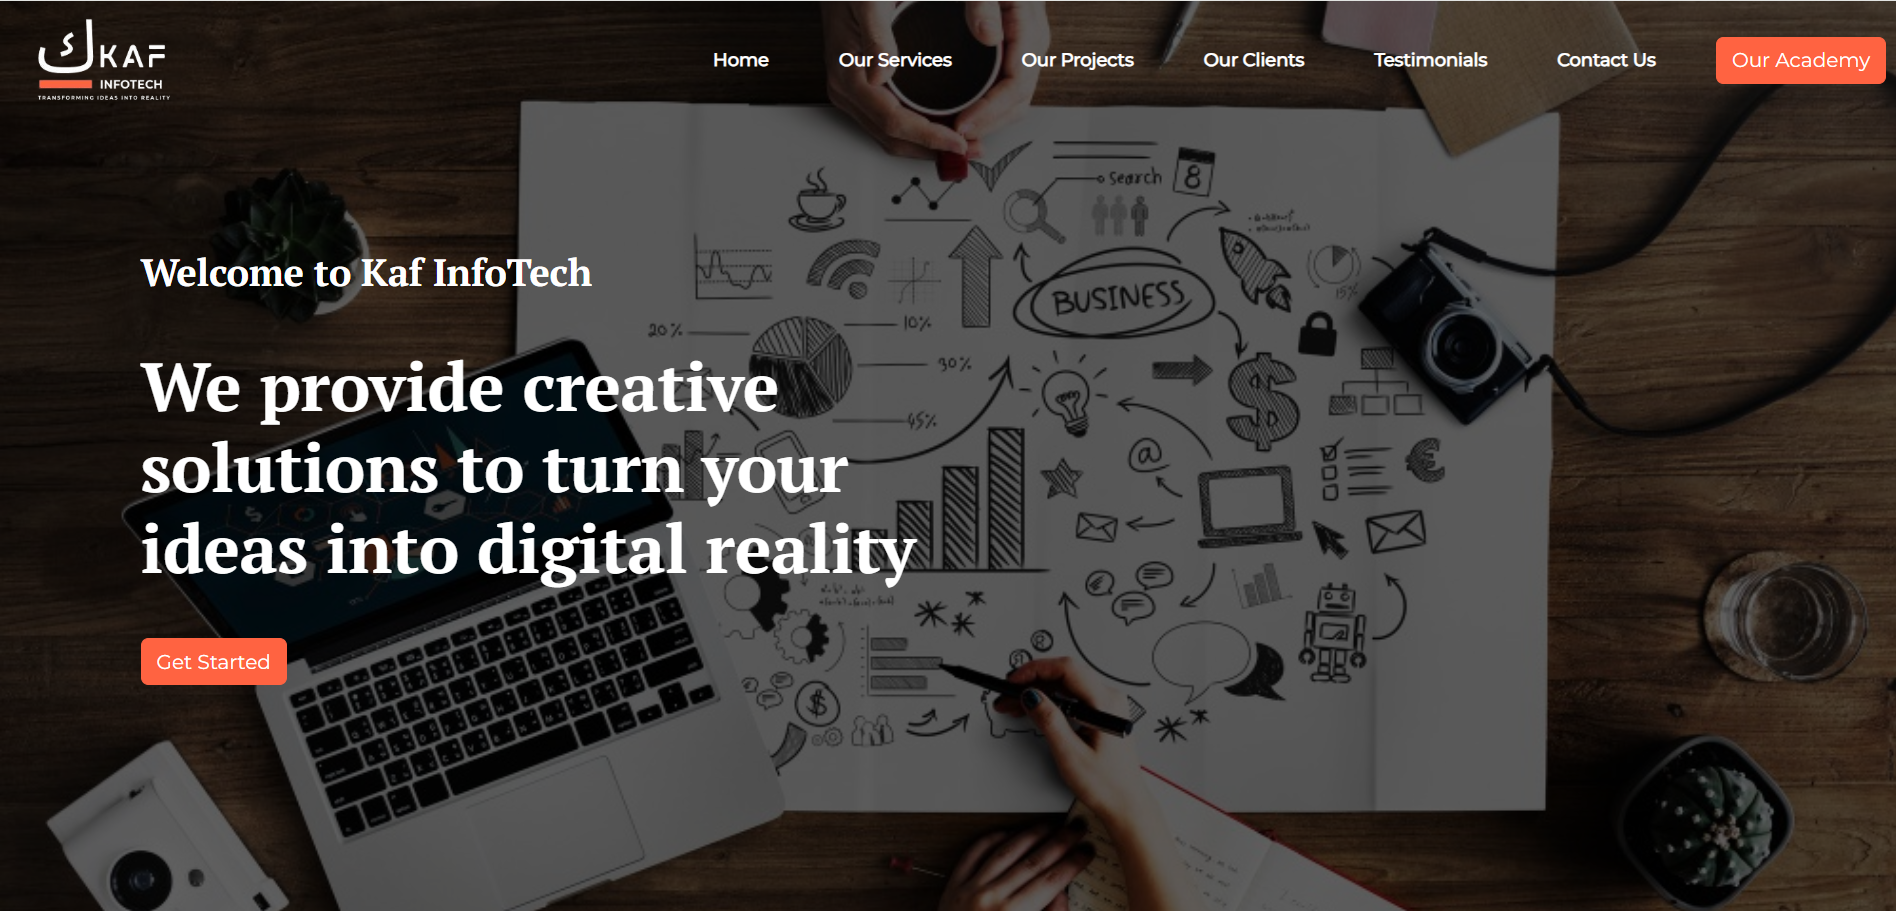 ك KAF
INFOTECH
TRANSFORMING IDEAS INTO REALITY
Home
Our Services
Our Projects
Our Clients
Testimonials
Contact Us
Our Academy
Welcome to Kaf InfoTech
We provide creative
solutions to turn your
ideas into digital reality
Get Started
search
8
BUSINESS
15%
20%
10%
30%
45%
$
@
€
$